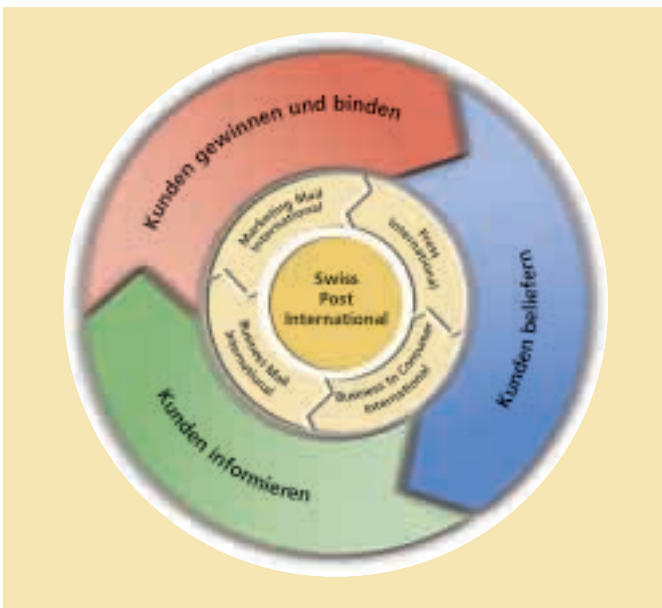 Kunden gewinnen und binden
Kunden beliefern
Kunden informieren
Marketing Mail
International
Press
International
Business To Consumer
International
Business Mail
International
Swiss
Post
International